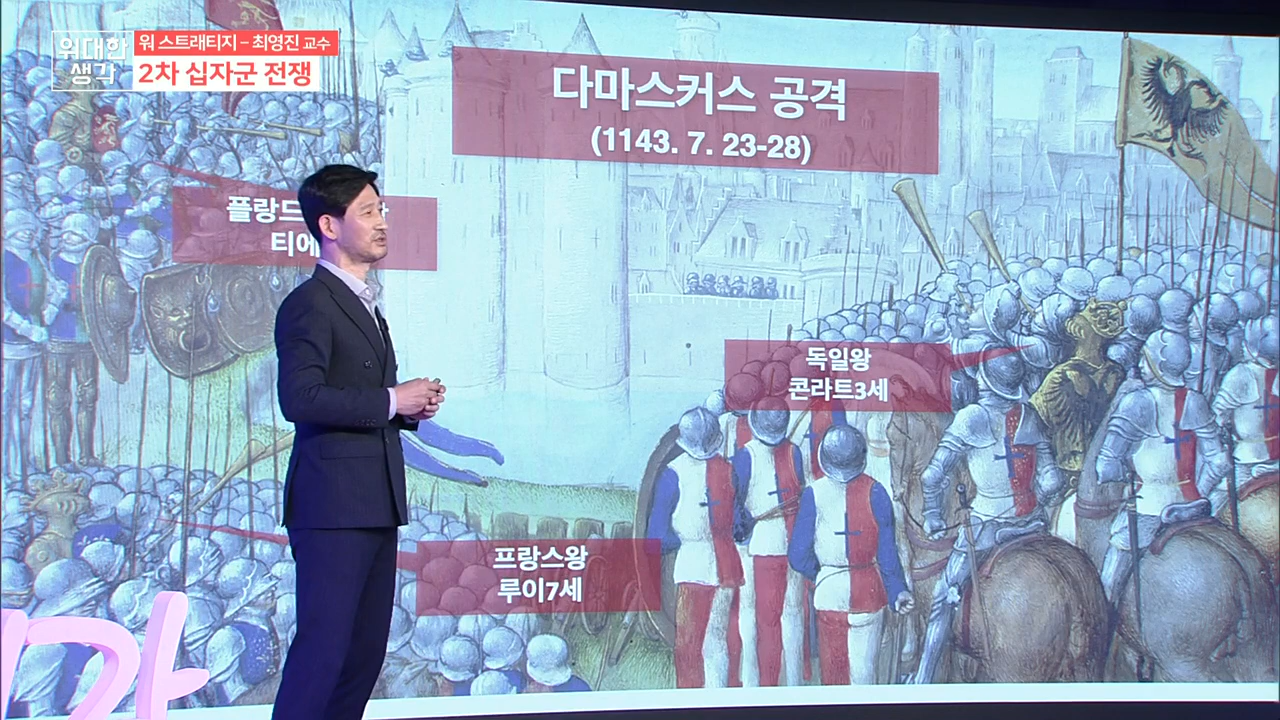 위대한
생각
워 스트래티지 - 최영진 교수
2차 십자군 전쟁
다마스커스 공격
(1143. 7. 23-28)
독일왕
콘라트3세
프랑스왕
루이7세